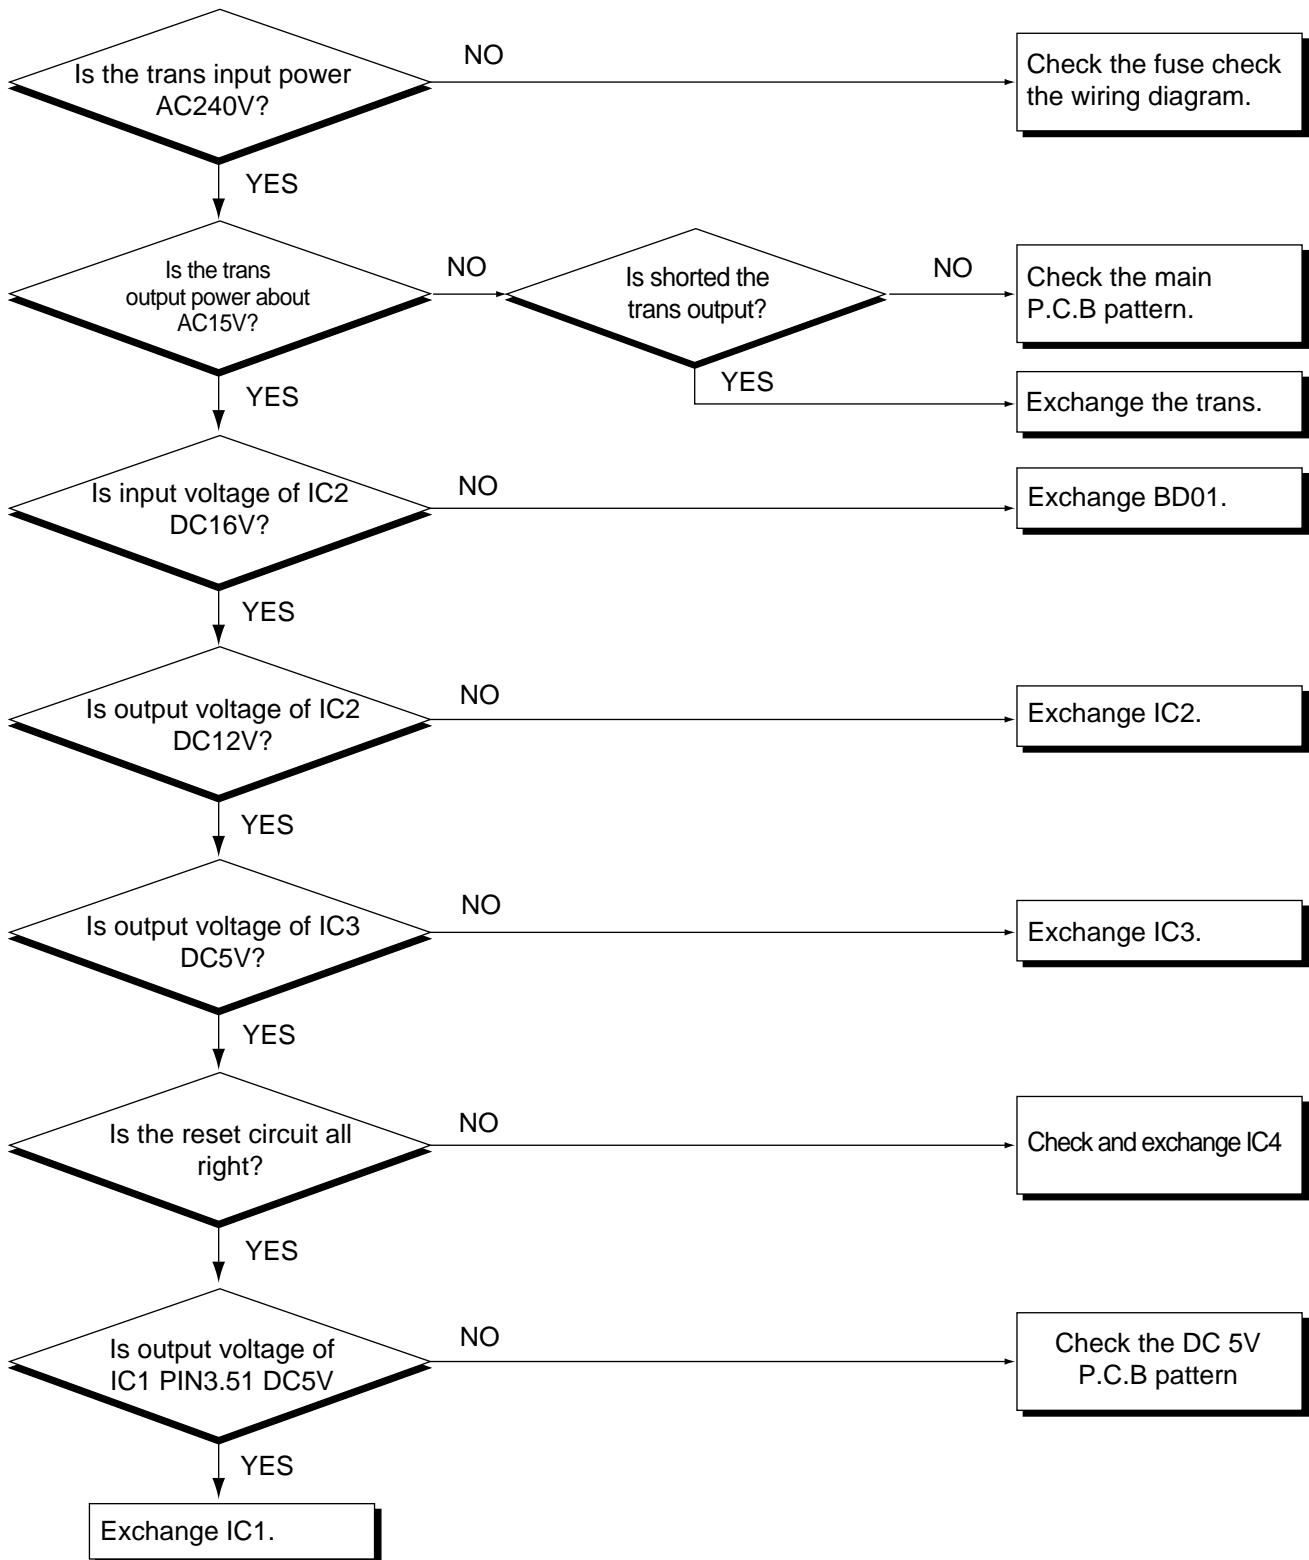 Is the trans input power
AC240V?
NO
Check the fuse check
the wiring diagram.
YES
Is the trans
output power about
AC15V?
NO
Is shorted the
trans output?
NO
Check the main
P.C.B pattern.
YES
Exchange the trans.
YES
Is input voltage of IC2
DC16V?
NO
Exchange BD01.
YES
Is output voltage of IC2
DC12V?
NO
Exchange IC2.
YES
Is output voltage of IC3
DC5V?
NO
Exchange IC3.
YES
Is the reset circuit all
right?
NO
Check and exchange IC4
YES
Is output voltage of
IC1 PIN3.51 DC5V
NO
Check the DC 5V
P.C.B pattern
YES
Exchange IC1.